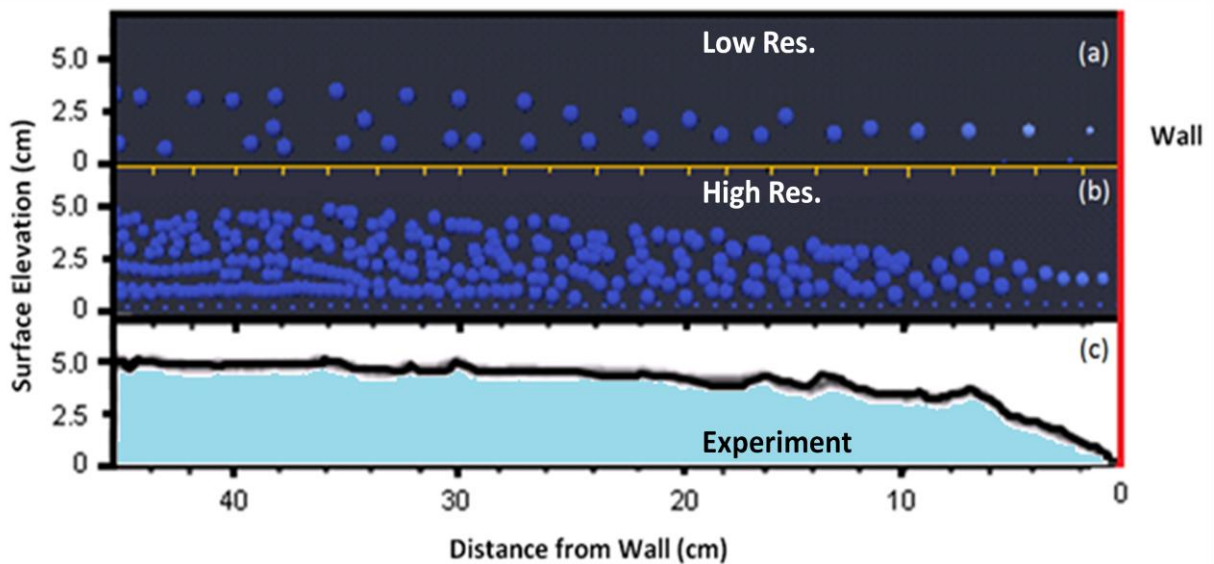 Low Res.
(a)
5.0
2.5
0
Wall
High Res.
(b)
5.0
2.5
0
Surface Elevation (cm)
(c)
5.0
2.5
0
Experiment
40 30 20 10 0
Distance from Wall (cm)